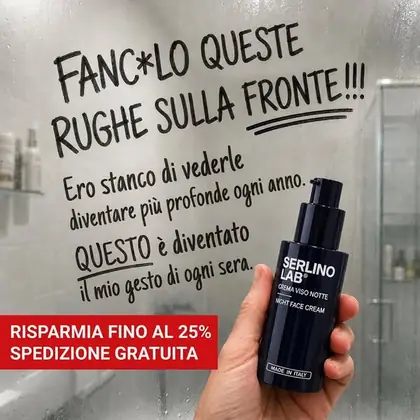 FANC*LO QUESTE
RUGHE SULLA FRONTE!!!
Ero stanco di vederle
diventare più profonde ogni anno.
QUESTO è diventato
il mio gesto di ogni sera.
SERLINO
LAB®
CREMA VISO NOTTE
NIGHT FACE CREAM
MADE IN ITALY
RISPARMIA FINO AL 25%
SPEDIZIONE GRATUITA